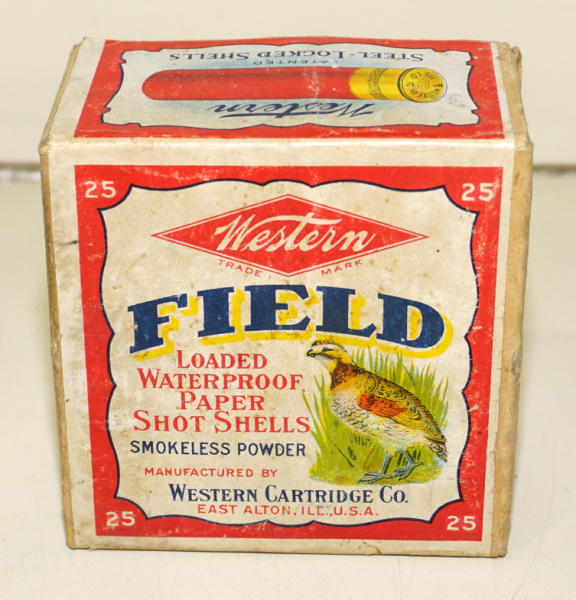 STEEL-LOCKED SHELLS
PATENTED
Western
FIELD
25 25
Western
TRADE MARK
FIELD
LOADED
WATERPROOF
PAPER
SHOT SHELLS
SMOKELESS POWDER
MANUFACTURED BY
WESTERN CARTRIDGE CO.
EAST ALTON, ILL., U.S.A.
25 25